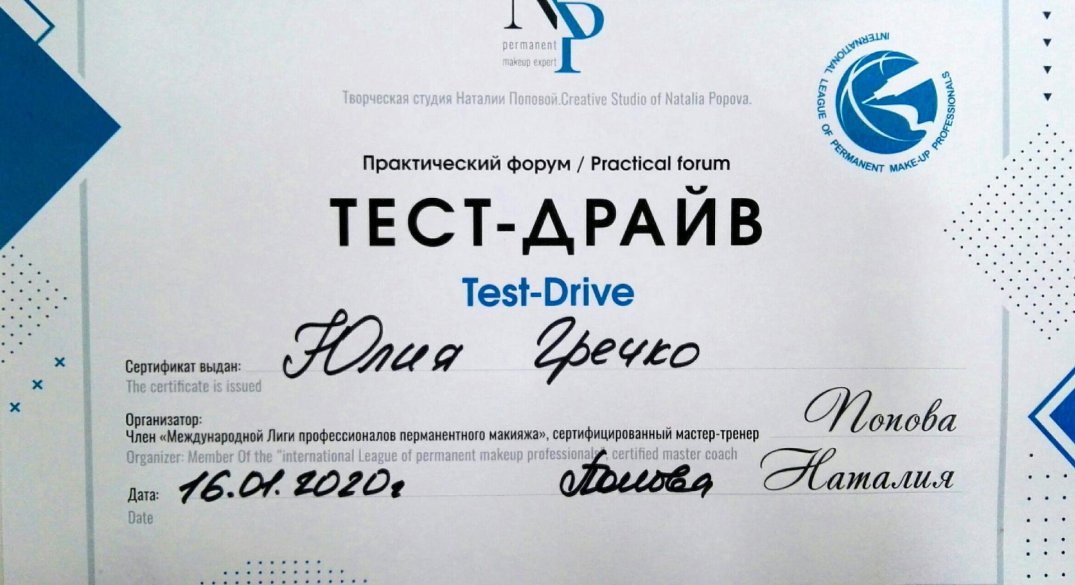 NP
permanent
makeup expert
Творческая студия Наталии Поповой.Creative Studio of Natalia Popova.
INTERNATIONAL LEAGUE OF PERMANENT MAKE-UP PROFESSIONALS
Практический форум / Practical forum
ТЕСТ-ДРАЙВ
Test-Drive
Сертификат выдан: Юлия Гречко
The certificate is issued
Организатор:
Член «Международной Лиги профессионалов перманентного макияжа», сертифицированный мастер-тренер
Попова
Organizer: Member Of the "international League of permanent makeup professionals", certified master coach
Наталия
Дата: 16.01.2020г Попова
Date